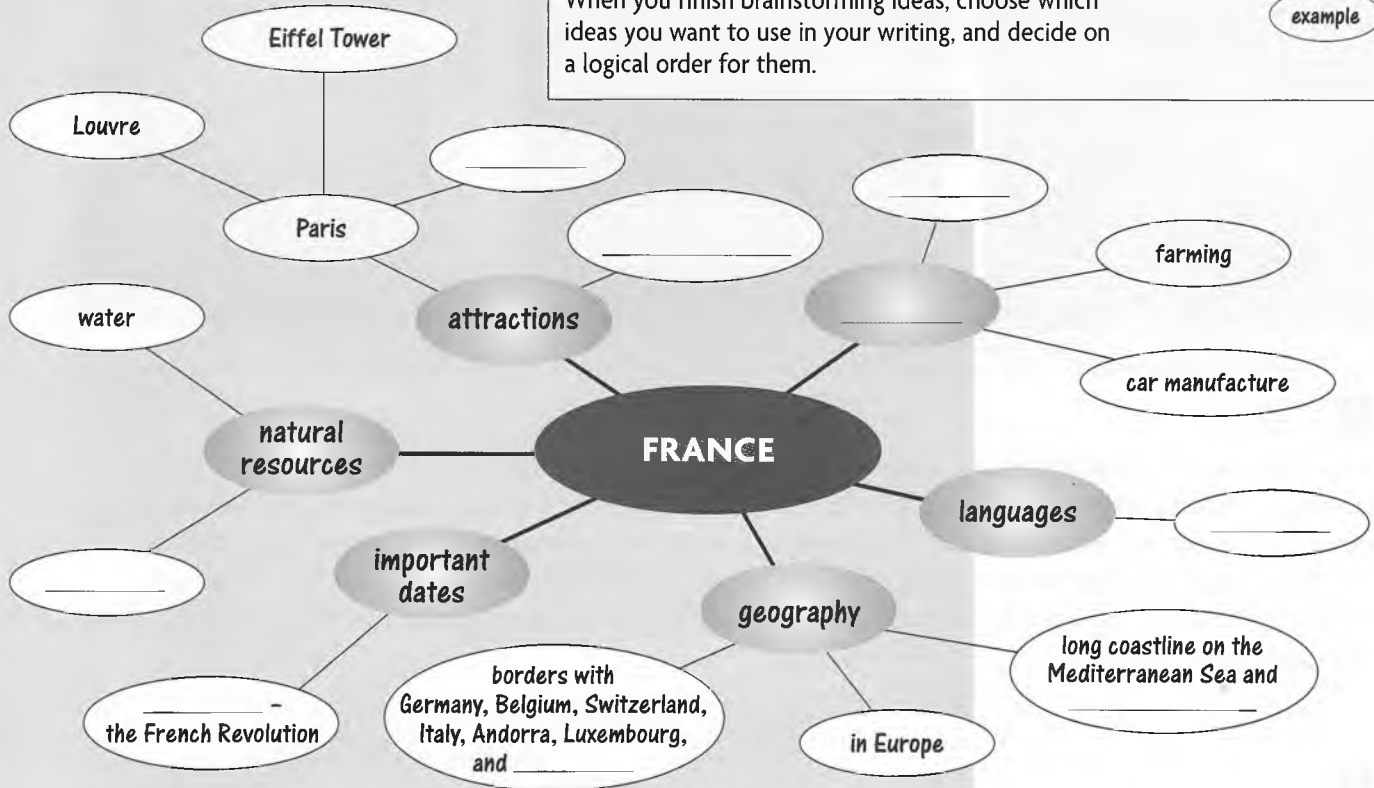 When you finish brainstorming ideas, choose which
ideas you want to use in your writing, and decide on
a logical order for them.
example
Eiffel Tower
Louvre
Paris
attractions
farming
car manufacture
water
natural
resources
FRANCE
languages
important
dates
geography
____________ –
the French Revolution
borders with
Germany, Belgium, Switzerland,
Italy, Andorra, Luxembourg,
and ____________
in Europe
long coastline on the
Mediterranean Sea and
____________